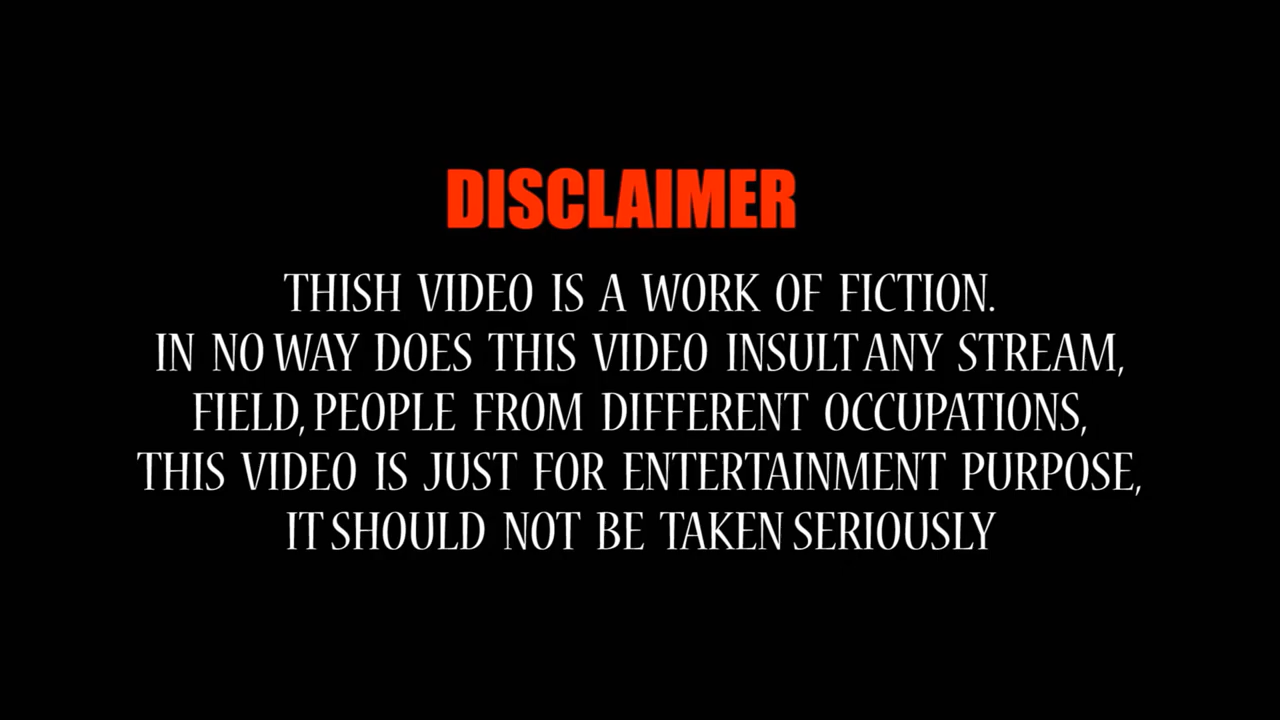 DISCLAIMER
THISH VIDEO IS A WORK OF FICTION.
IN NO WAY DOES THIS VIDEO INSULT ANY STREAM,
FIELD, PEOPLE FROM DIFFERENT OCCUPATIONS,
THIS VIDEO IS JUST FOR ENTERTAINMENT PURPOSE,
IT SHOULD NOT BE TAKEN SERIOUSLY